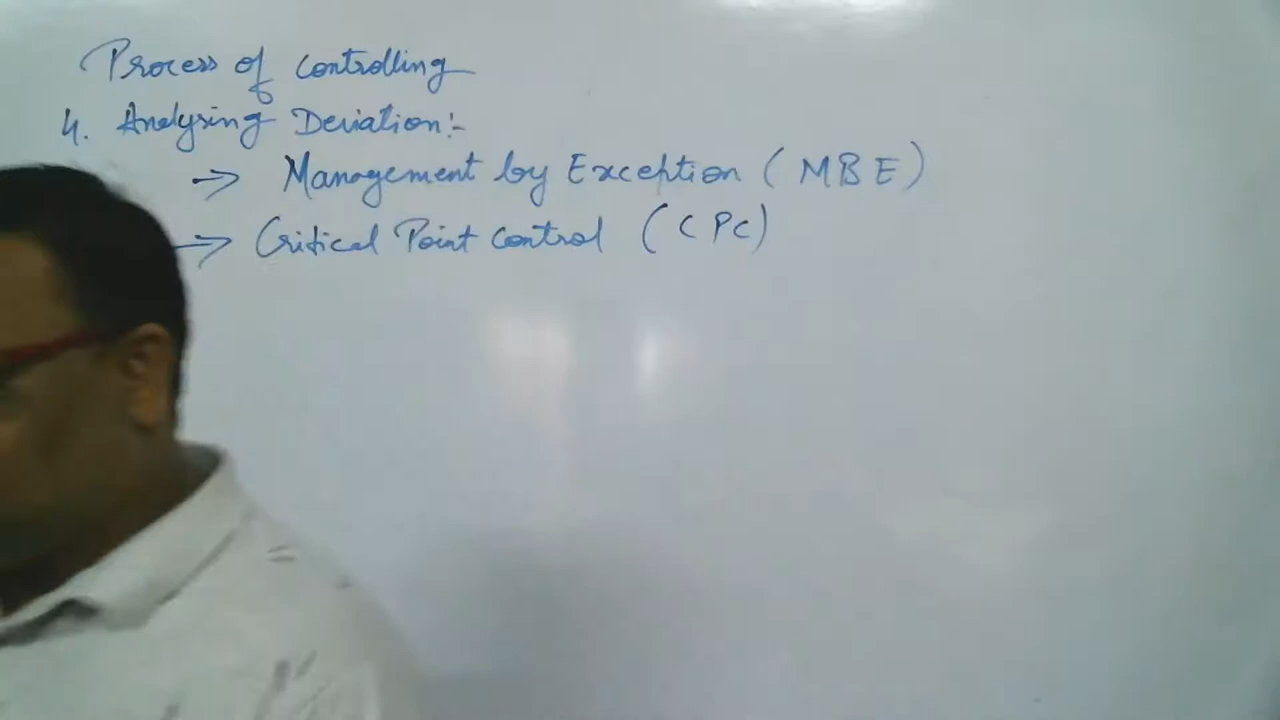 Process of controlling
4. Analysing Deviation:-
→ Management by Exception (MBE)
→ Critical Point Control (CPC)